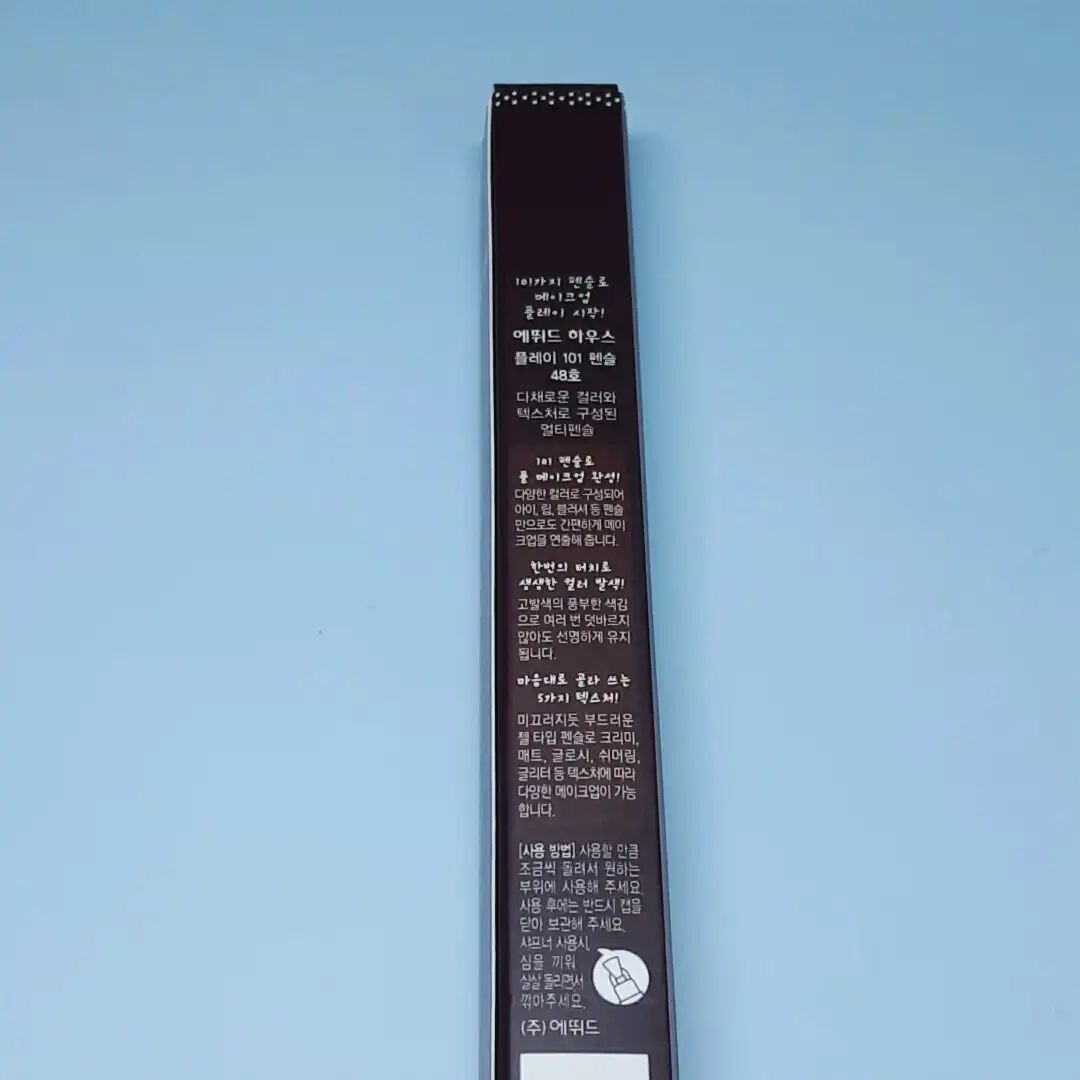 101가지 펜슬로
메이크업
플레이 시작!
에뛰드 하우스
플레이 101 펜슬
48호
다채로운 컬러와
텍스처로 구성된
멀티펜슬
101 펜슬로
풀 메이크업 완성!
다양한 컬러로 구성되어
아이, 립, 블러셔 등 펜슬
만으로도 간편하게 메이
크업을 연출해 줍니다.
한번의 터치로
생생한 컬러 발색!
고발색의 풍부한 색감
으로 여러 번 덧바르지
않아도 선명하게 유지
됩니다.
마음대로 골라 쓰는
5가지 텍스처!
미끄러지듯 부드러운
젤 타입 펜슬로 크리미,
매트, 글로시, 쉬머링,
글리터 등 텍스처에 따라
다양한 메이크업이 가능
합니다.
[사용 방법] 사용할 만큼
조금씩 돌려서 원하는
부위에 사용해 주세요.
사용 후에는 반드시 캡을
닫아 보관해 주세요.
샤프너 사용시,
심을 끼워
살살 돌리면서
깎아주세요.
(주)에뛰드